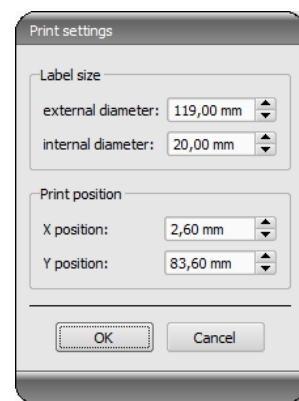 Print settings
Label size
external diameter: 119,00 mm
internal diameter: 20,00 mm
Print position
X position: 2,60 mm
Y position: 83,60 mm
OK Cancel